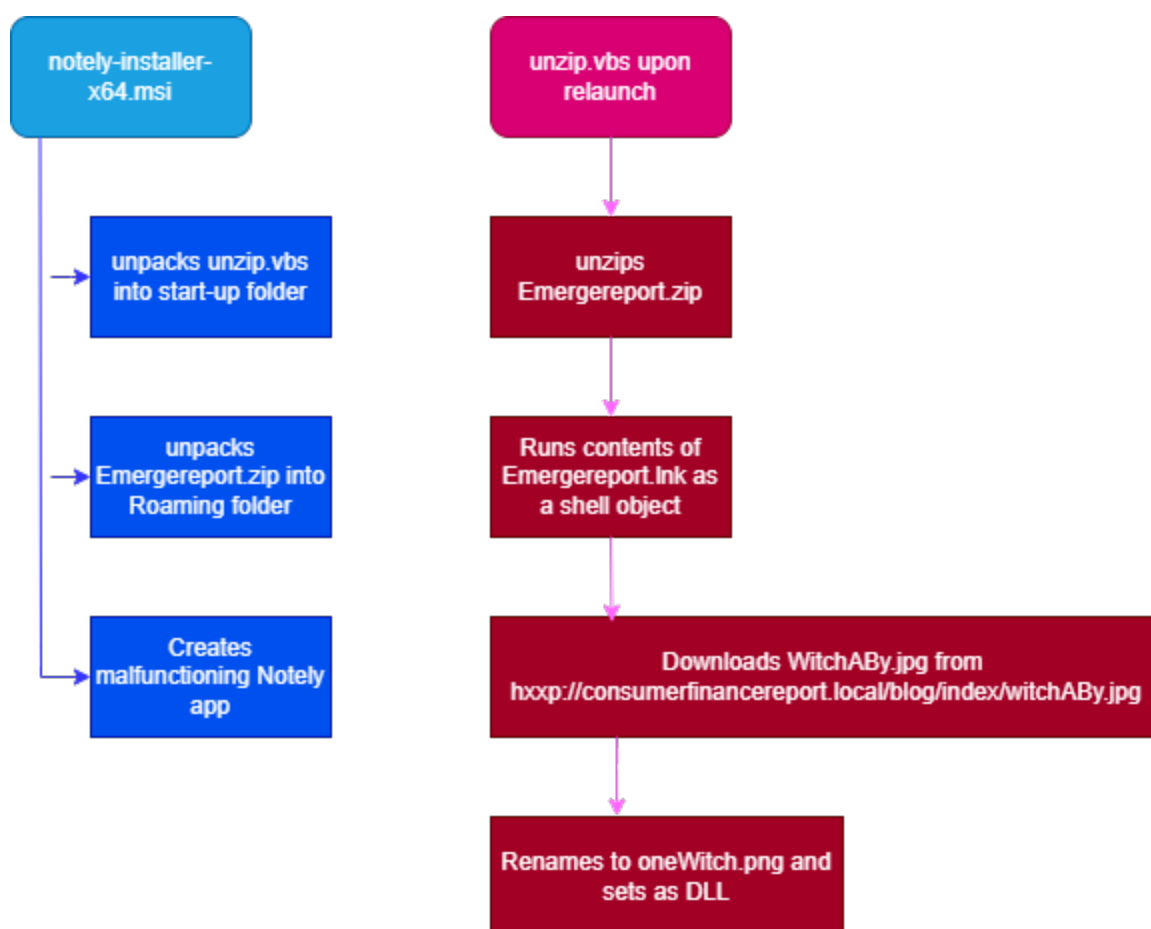 notely-installer-
x64.msi
unpacks unzip.vbs
into start-up folder
unpacks
Emergereport.zip into
Roaming folder
Creates
malfunctioning Notely
app
unzip.vbs upon
relaunch
unzips
Emergereport.zip
Runs contents of
Emergereport.lnk as
a shell object
Downloads WitchABy.jpg from
hxxp://consumerfinancereport.local/blog/index/witchABy.jpg
Renames to oneWitch.png and
sets as DLL